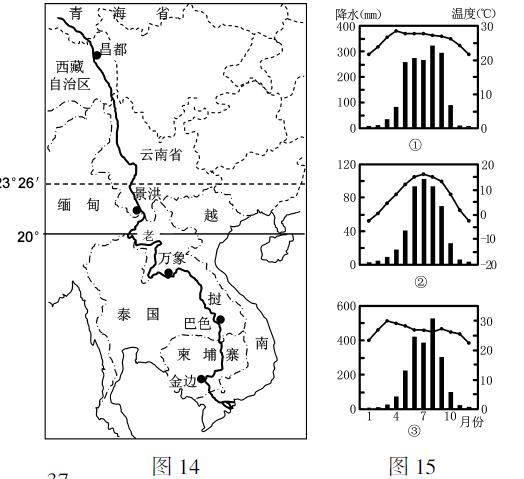 青 海 省
昌都
西藏
自治区
云南省
23°26′
景洪
缅 甸
越
20°
老
万象
泰 国
挝
巴色
柬 埔 寨
南
金边
图 14
降水(mm) 温度(℃)
400 30
300
20
200
10
100
0 0
①
120 20
10
80
0
40
-10
0 -20
②
600
30
400
20
200
10
0 0
1 4 7 10 月份
③
图 15
37